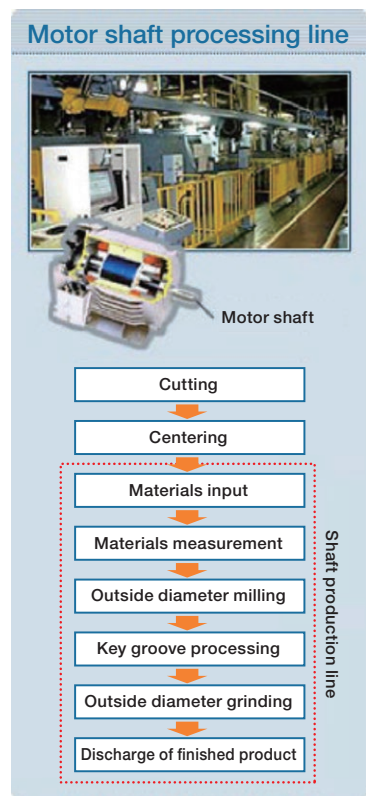 Motor shaft processing line
Motor shaft
Cutting
Centering
Materials input
Materials measurement
Outside diameter milling
Key groove processing
Outside diameter grinding
Discharge of finished product
Shaft production line